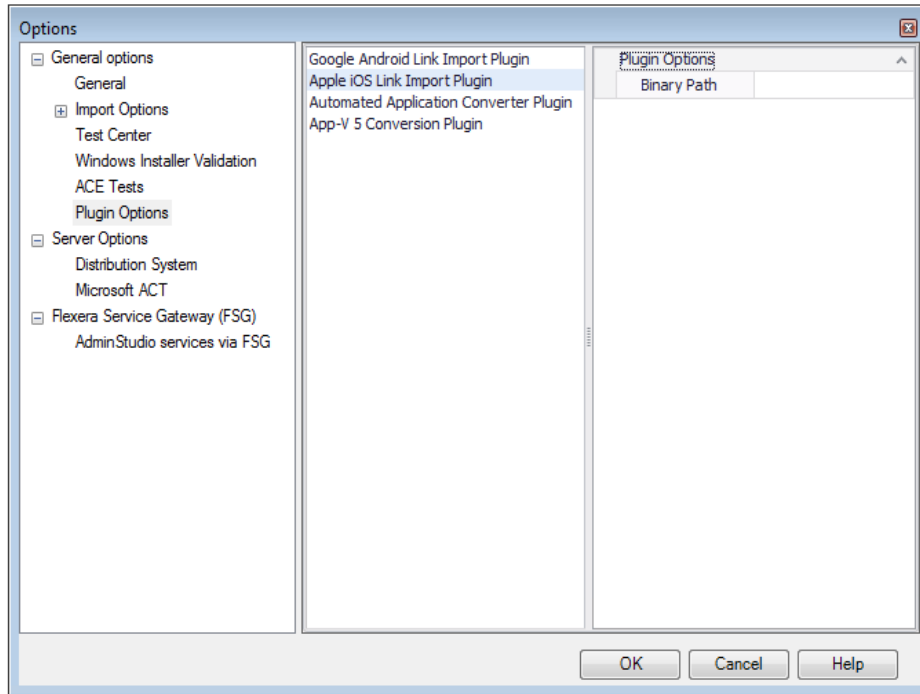 Options
General options
General
Import Options
Test Center
Windows Installer Validation
ACE Tests
Plugin Options
Server Options
Distribution System
Microsoft ACT
Flexera Service Gateway (FSG)
AdminStudio services via FSG
Google Android Link Import Plugin
Apple iOS Link Import Plugin
Automated Application Converter Plugin
App-V 5 Conversion Plugin
Plugin Options
Binary Path
OK
Cancel
Help